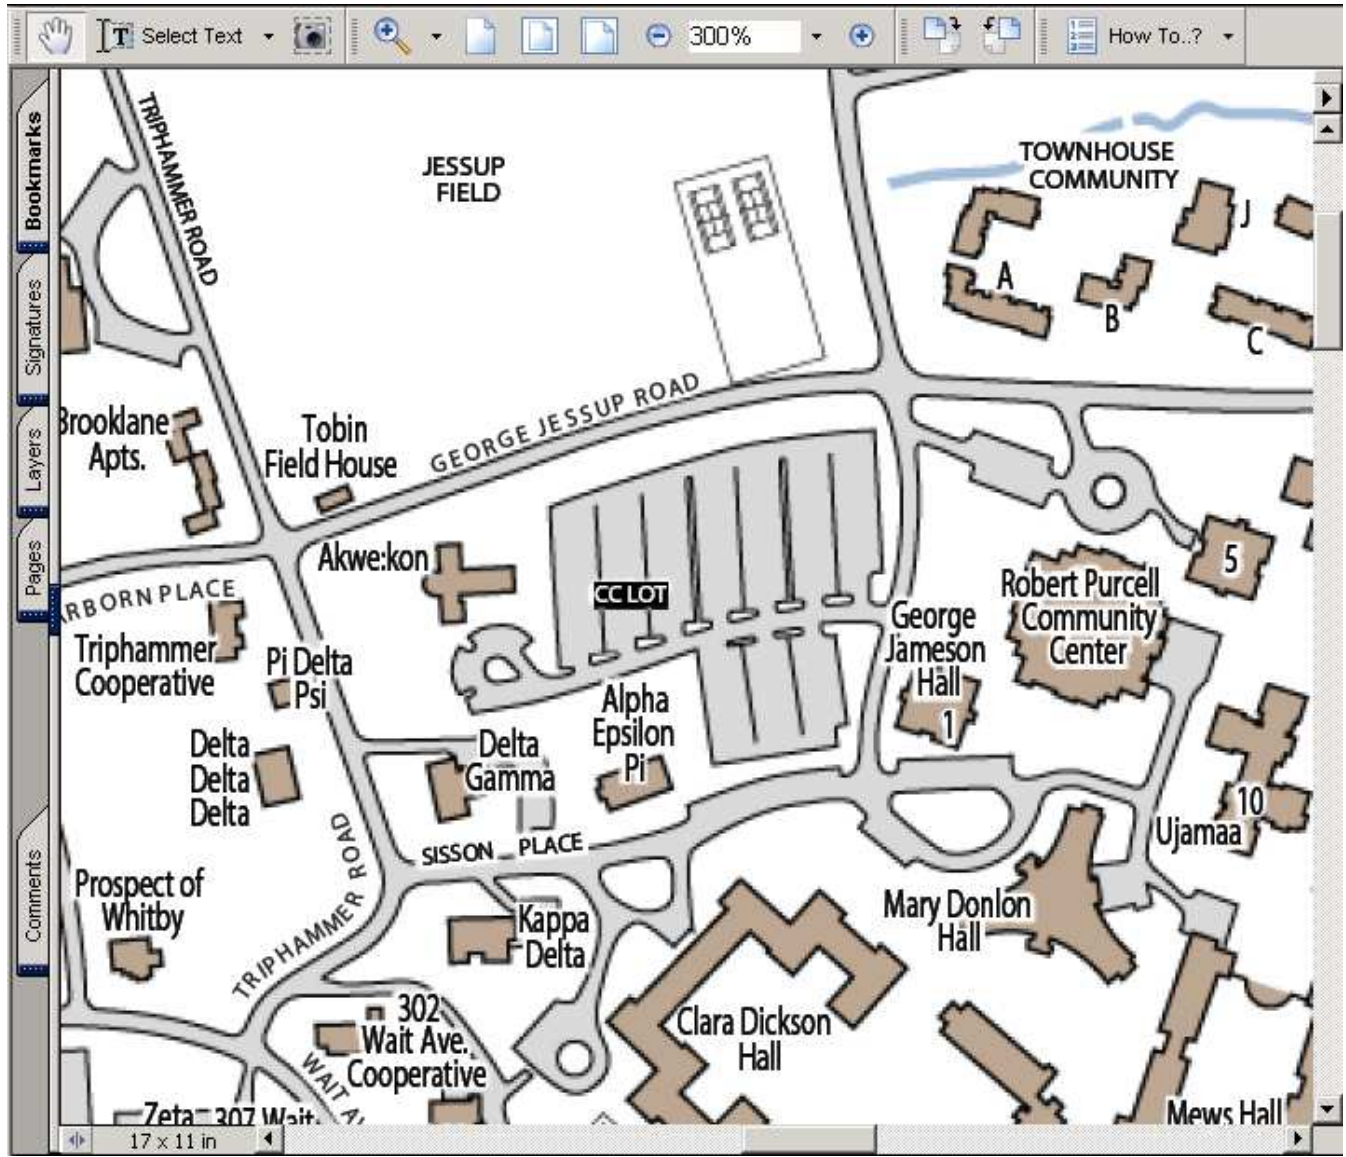 Select Text
300%
How To..?
Bookmarks
Signatures
Layers
Pages
Comments
TRIPHAMMER ROAD
JESSUP
FIELD
TOWNHOUSE
COMMUNITY
A
B
J
C
GEORGE JESSUP ROAD
Brooklane
Apts.
Tobin
Field House
Akwe:kon
CC LOT
RBORN PLACE
Triphammer
Cooperative
Pi Delta
Psi
Delta
Delta
Delta
Delta
Gamma
Alpha
Epsilon
Pi
George
Jameson
Hall
1
Robert Purcell
Community
Center
5
10
Ujamaa
SISSON PLACE
TRIPHAMMER ROAD
Prospect of
Whitby
Kappa
Delta
Mary Donlon
Hall
Clara Dickson
Hall
302
Wait Ave.
Cooperative
WAIT A
Zeta
307 Wait
Mews Hall
17 x 11 in